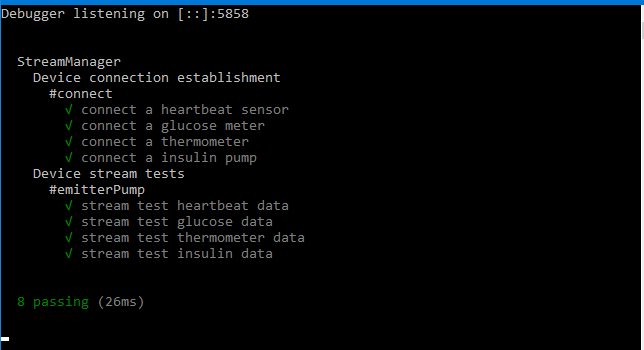 Debugger listening on [::]:5858
StreamManager
Device connection establishment
#connect
√ connect a heartbeat sensor
√ connect a glucose meter
√ connect a thermometer
√ connect a insulin pump
Device stream tests
#emitterPump
√ stream test heartbeat data
√ stream test glucose data
√ stream test thermometer data
√ stream test insulin data
8 passing (26ms)